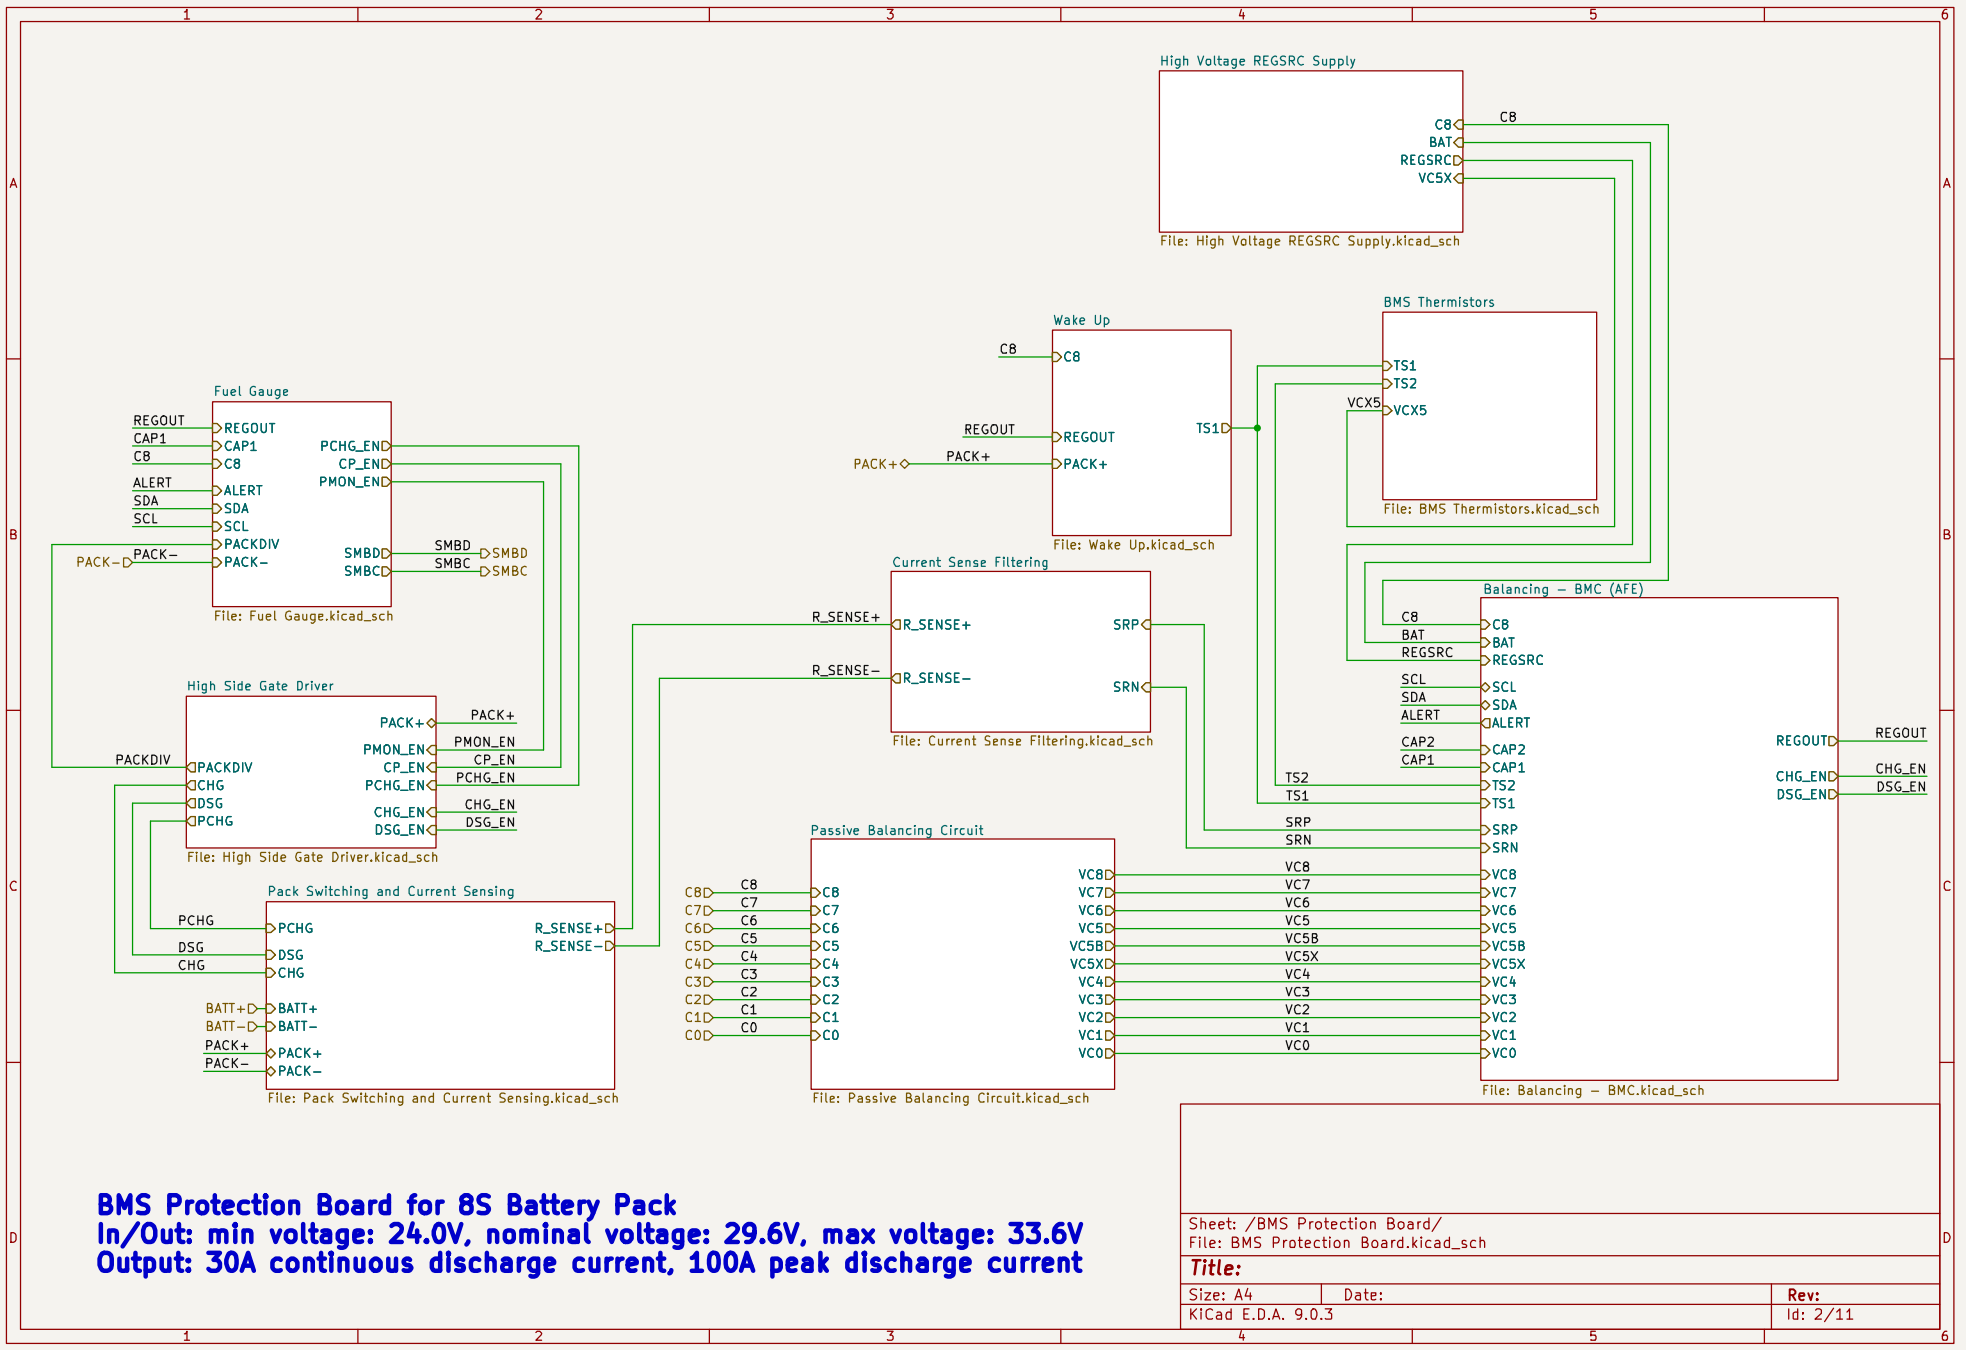 1 2 3 4 5 6
High Voltage REGSRC Supply
C8 C8
BAT
REGSRC
VC5X
A A
File: High Voltage REGSRC Supply.kicad_sch
BMS Thermistors
TS1
TS2
VCX5 VCX5
File: BMS Thermistors.kicad_sch
Wake Up
C8 C8
REGOUT REGOUT
PACK+ PACK+ PACK+
TS1
File: Wake Up.kicad_sch
Fuel Gauge
REGOUT REGOUT
CAP1 CAP1
C8 C8
ALERT ALERT
SDA SDA
SCL SCL
PACKDIV
PACK- PACK- PACK-
PCHG_EN
CP_EN
PMON_EN
SMBD SMBD SMBD
SMBC SMBC SMBC
File: Fuel Gauge.kicad_sch
B B
Current Sense Filtering
R_SENSE+ R_SENSE+
R_SENSE- R_SENSE-
SRP
SRN
File: Current Sense Filtering.kicad_sch
High Side Gate Driver
PACK+ PACK+
PMON_EN PMON_EN
CP_EN CP_EN
PCHG_EN PCHG_EN
CHG_EN CHG_EN
DSG_EN DSG_EN
PACKDIV PACKDIV
CHG
DSG
PCHG
File: High Side Gate Driver.kicad_sch
Pack Switching and Current Sensing
PCHG PCHG
DSG DSG
CHG CHG
BATT+ BATT+
BATT- BATT-
PACK+ PACK+
PACK- PACK-
R_SENSE+
R_SENSE-
File: Pack Switching and Current Sensing.kicad_sch
Passive Balancing Circuit
C8 C8 C8
C7 C7 C7
C6 C6 C6
C5 C5 C5
C4 C4 C4
C3 C3 C3
C2 C2 C2
C1 C1 C1
C0 C0 C0
VC8 VC8
VC7 VC7
VC6 VC6
VC5 VC5
VC5B VC5B
VC5X VC5X
VC4 VC4
VC3 VC3
VC2 VC2
VC1 VC1
VC0 VC0
File: Passive Balancing Circuit.kicad_sch
Balancing - BMC (AFE)
C8 C8
BAT BAT
REGSRC REGSRC
SCL SCL
SDA SDA
ALERT ALERT
CAP2 CAP2
CAP1 CAP1
TS2 TS2
TS1 TS1
SRP SRP
SRN SRN
VC8
VC7
VC6
VC5
VC5B
VC5X
VC4
VC3
VC2
VC1
VC0
REGOUT REGOUT
CHG_EN CHG_EN
DSG_EN DSG_EN
File: Balancing - BMC.kicad_sch
C C
BMS Protection Board for 8S Battery Pack
In/Out: min voltage: 24.0V, nominal voltage: 29.6V, max voltage: 33.6V
Output: 30A continuous discharge current, 100A peak discharge current
D D
Sheet: /BMS Protection Board/
File: BMS Protection Board.kicad_sch
Title:
Size: A4 Date: Rev:
KiCad E.D.A. 9.0.3 Id: 2/11
1 2 3 4 5 6